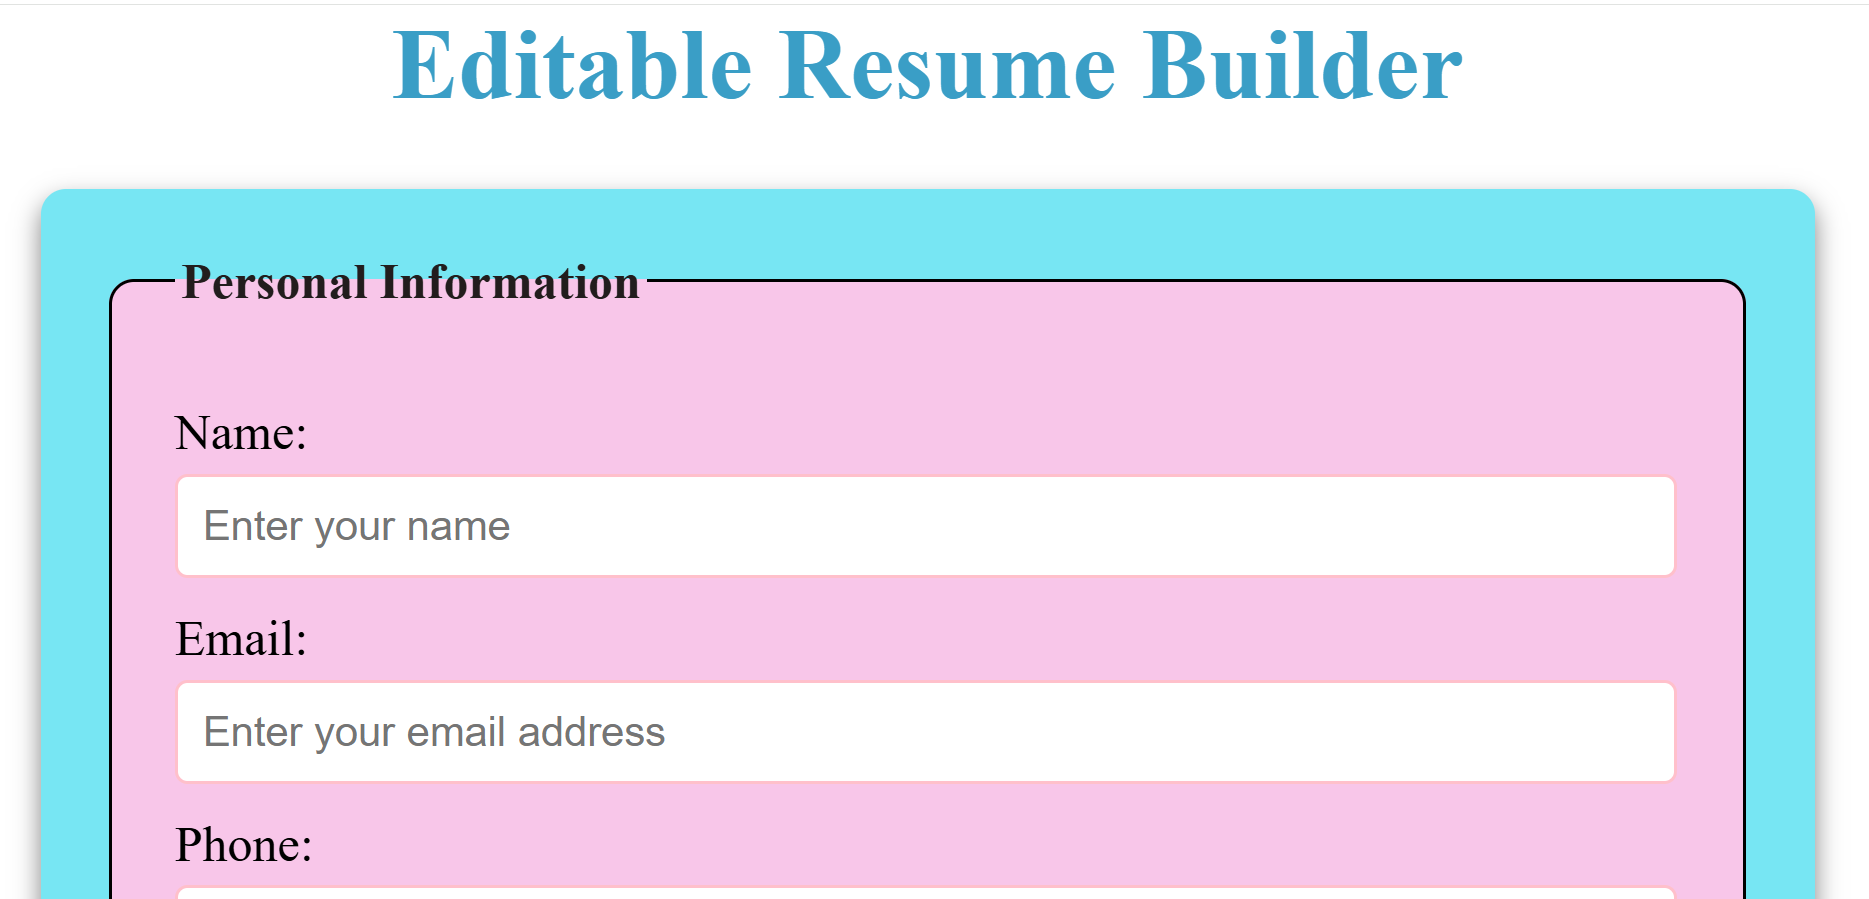 Editable Resume Builder
Personal Information
Name:
Enter your name
Email:
Enter your email address
Phone: